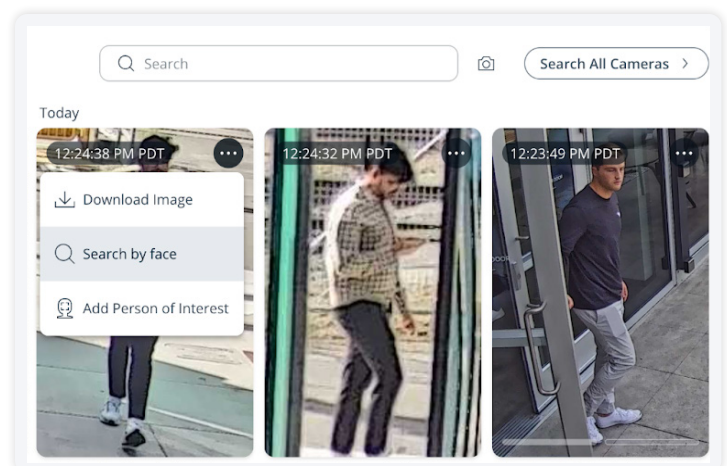 Search
Search All Cameras
Today
12:24:38 PM PDT
12:24:32 PM PDT
12:23:49 PM PDT
Download Image
Search by face
Add Person of Interest